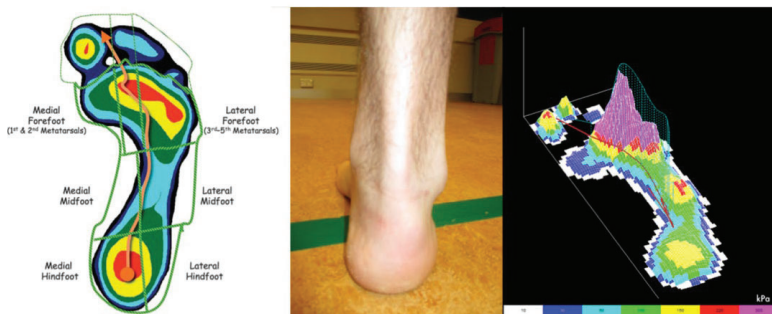 Medial
Forefoot
(1st & 2nd Metatarsals)
Lateral
Forefoot
(3rd-5th Metatarsals)
Medial
Midfoot
Lateral
Midfoot
Medial
Hindfoot
Lateral
Hindfoot
kPa